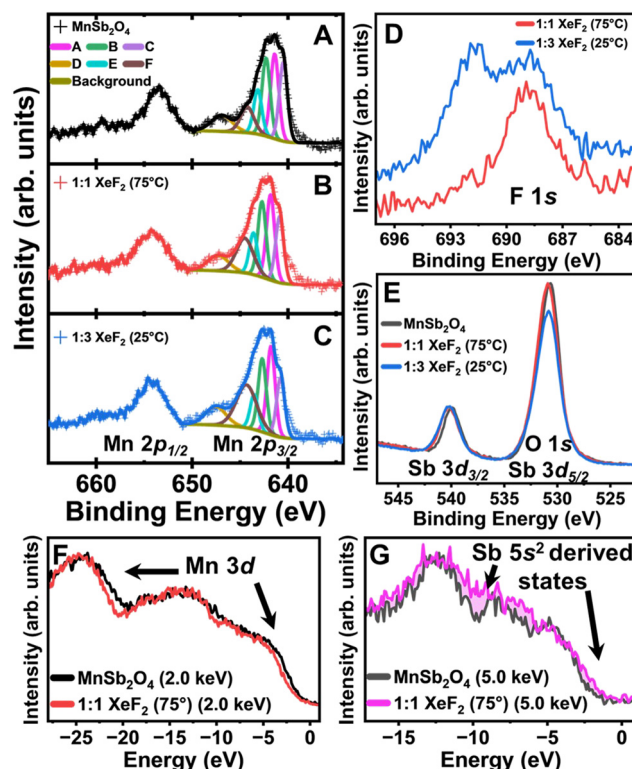 MnSb₂O₄
A
B
C
D
E
F
Background
A
1:1 XeF₂ (75°C)
B
1:3 XeF₂ (25°C)
C
Mn 2p₁/₂
Mn 2p₃/₂
660
650
640
Binding Energy (eV)
Intensity (arb. units)
D
1:1 XeF₂ (75°C)
1:3 XeF₂ (25°C)
F 1s
696
693
690
687
684
Binding Energy (eV)
Intensity (arb. units)
E
MnSb₂O₄
1:1 XeF₂ (75°C)
1:3 XeF₂ (25°C)
O 1s
Sb 3d₃/₂
Sb 3d₅/₂
545
540
535
530
525
Binding Energy (eV)
Intensity (arb. units)
F
Mn 3d
MnSb₂O₄ (2.0 keV)
1:1 XeF₂ (75°) (2.0 keV)
−25
−20
−15
−10
−5
0
Energy (eV)
Intensity (arb. units)
G
Sb 5s² derived
states
MnSb₂O₄ (5.0 keV)
1:1 XeF₂ (75°) (5.0 keV)
−15
−10
−5
0
Energy (eV)
Intensity (arb. units)